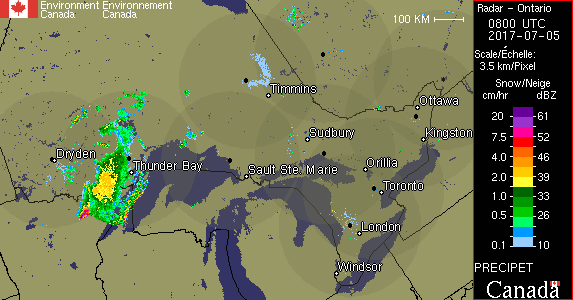 Environment Environnement
Canada Canada
100 KM
Timmins
Ottawa
Sudbury
Kingston
Dryden
Thunder Bay
Sault Ste. Marie
Orillia
Toronto
London
Windsor
Radar - Ontario
0800 UTC
2017-07-05
Scale/Échelle:
3.5 km/Pixel
Snow/Neige
cm/hr dBZ
20 61
7.5 52
4.0 46
2.0 39
1.0 33
0.5 26
0.1 10
PRECIPET
Canada